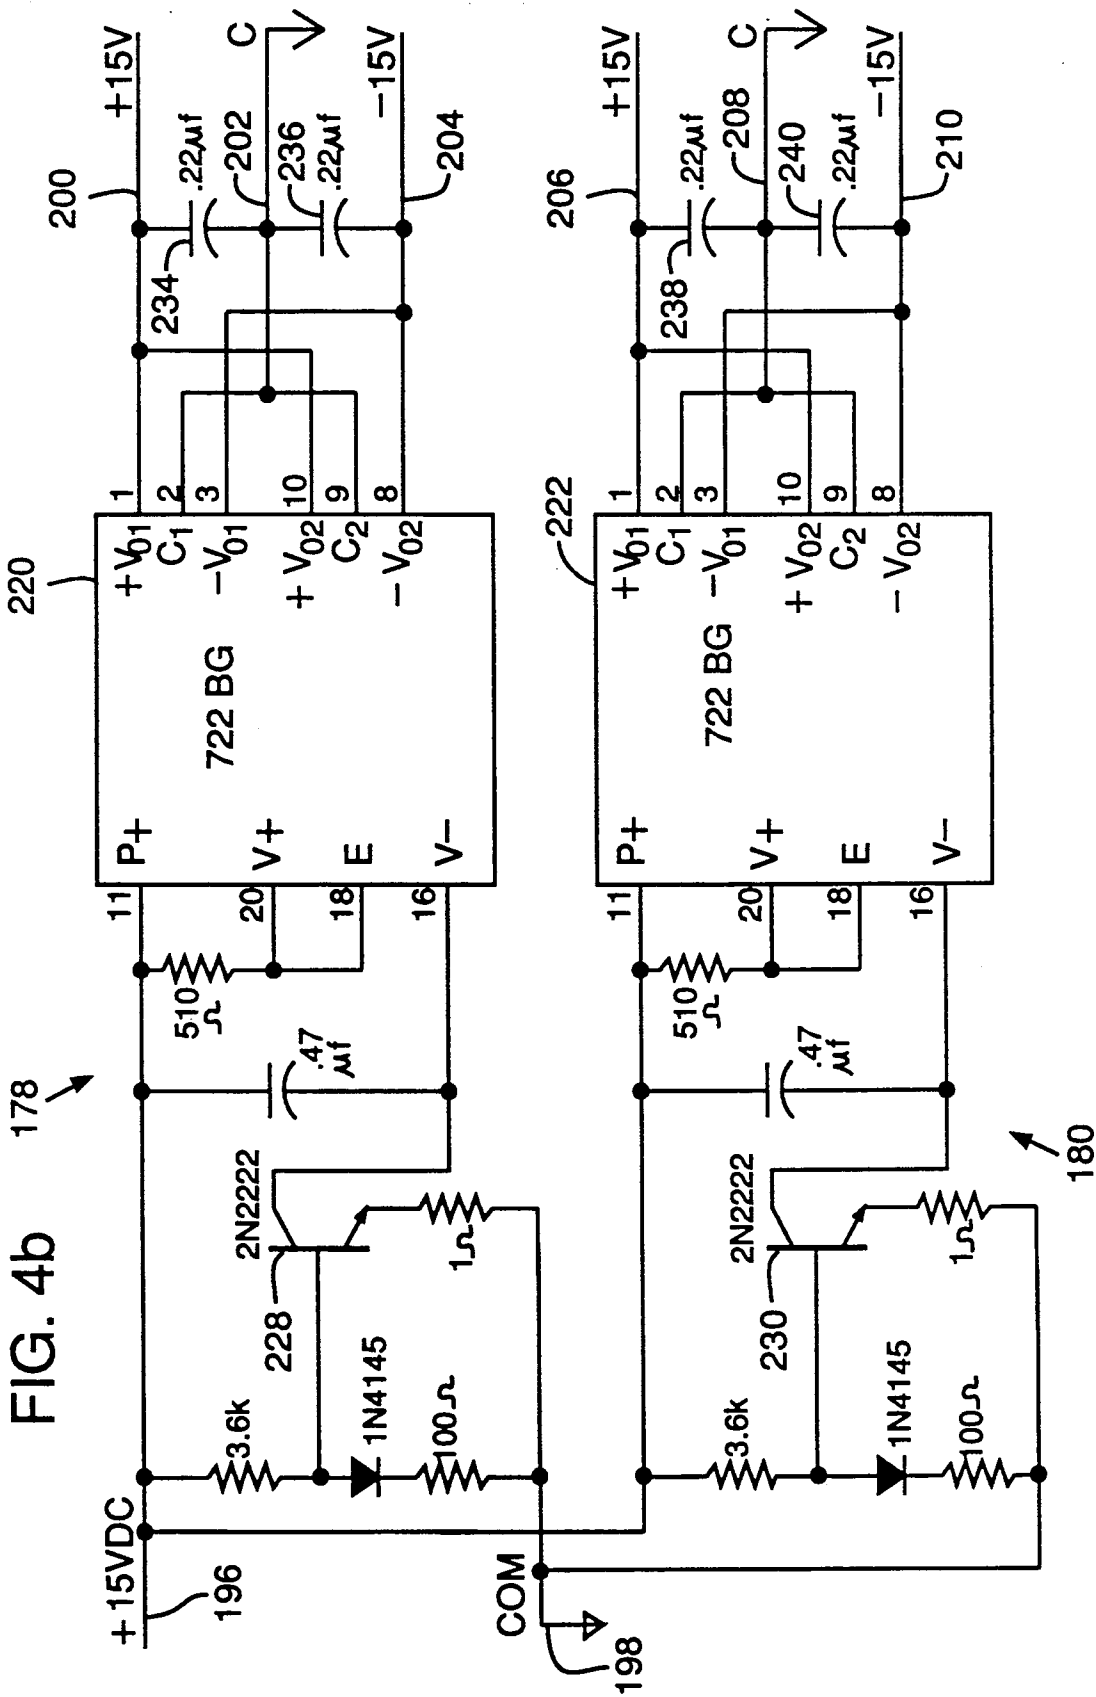 FIG. 4b
178
220
+15VDC
196
COM
198
3.6k
1N4145
100Ω
228
2N2222
1Ω
.47
μf
510
Ω
11
20
18
16
P+
V+
E
V−
722 BG
+V01
C1
−V01
+V02
C2
−V02
1
2
3
10
9
8
200
+15V
234
.22μf
202
C
236
.22μf
204
−15V
180
222
3.6k
1N4145
100Ω
230
2N2222
1Ω
.47
μf
510
Ω
11
20
18
16
P+
V+
E
V−
722 BG
+V01
C1
−V01
+V02
C2
−V02
1
2
3
10
9
8
206
+15V
238
.22μf
208
C
240
.22μf
210
−15V